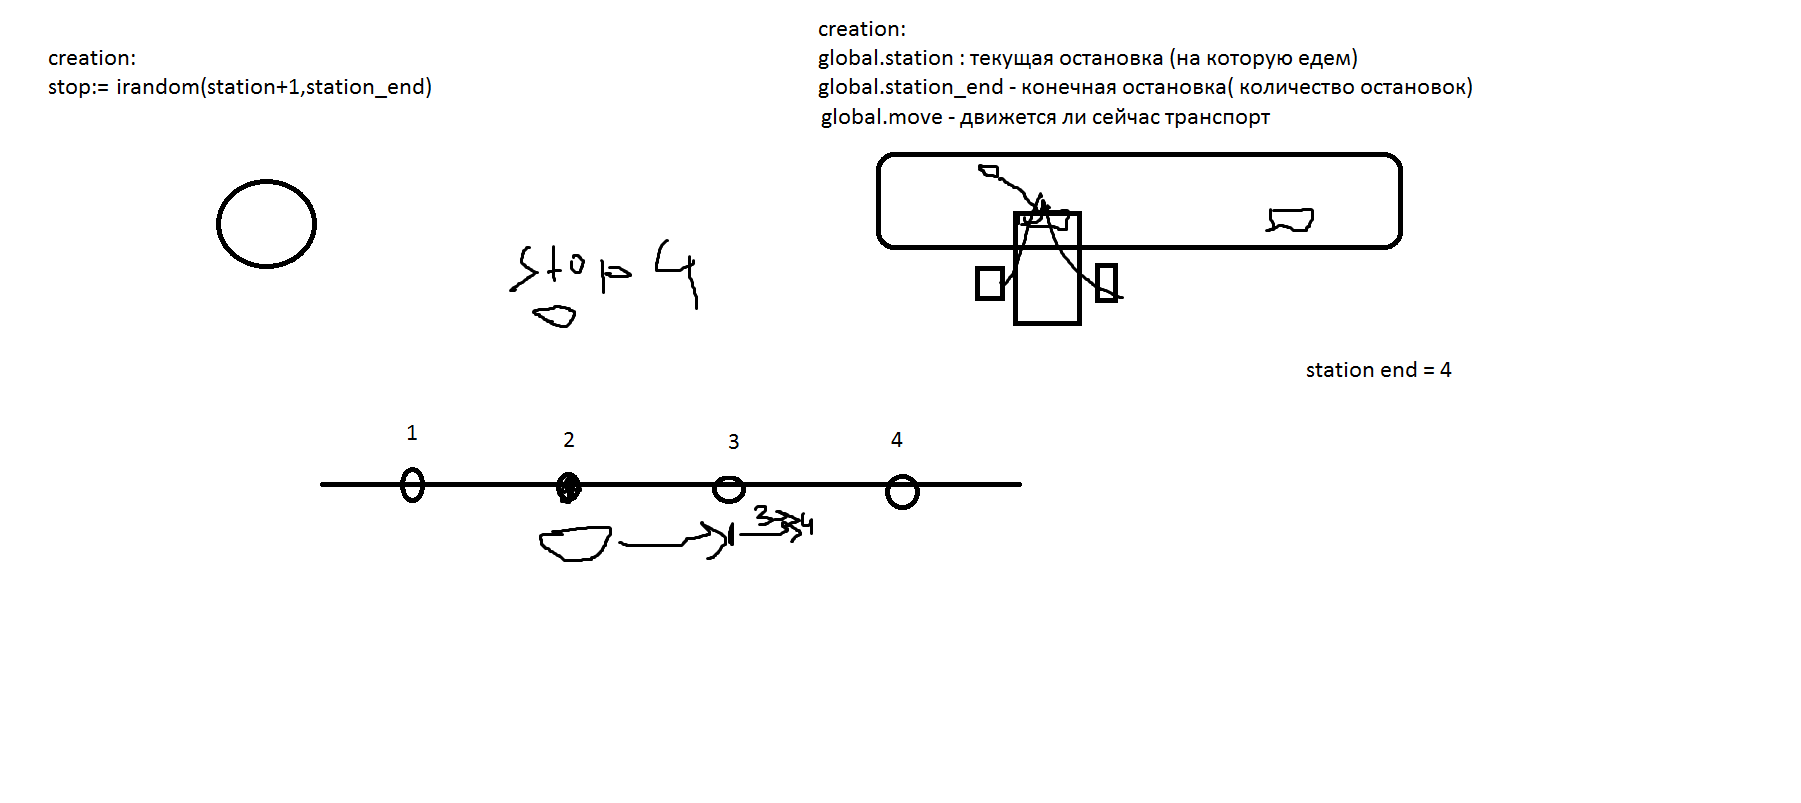 creation:
stop:= irandom(station+1,station_end)
creation:
global.station : текущая остановка (на которую едем)
global.station_end - конечная остановка( количество остановок)
global.move - движется ли сейчас транспорт
stop 4
station end = 4
1
2
3
4
3->4